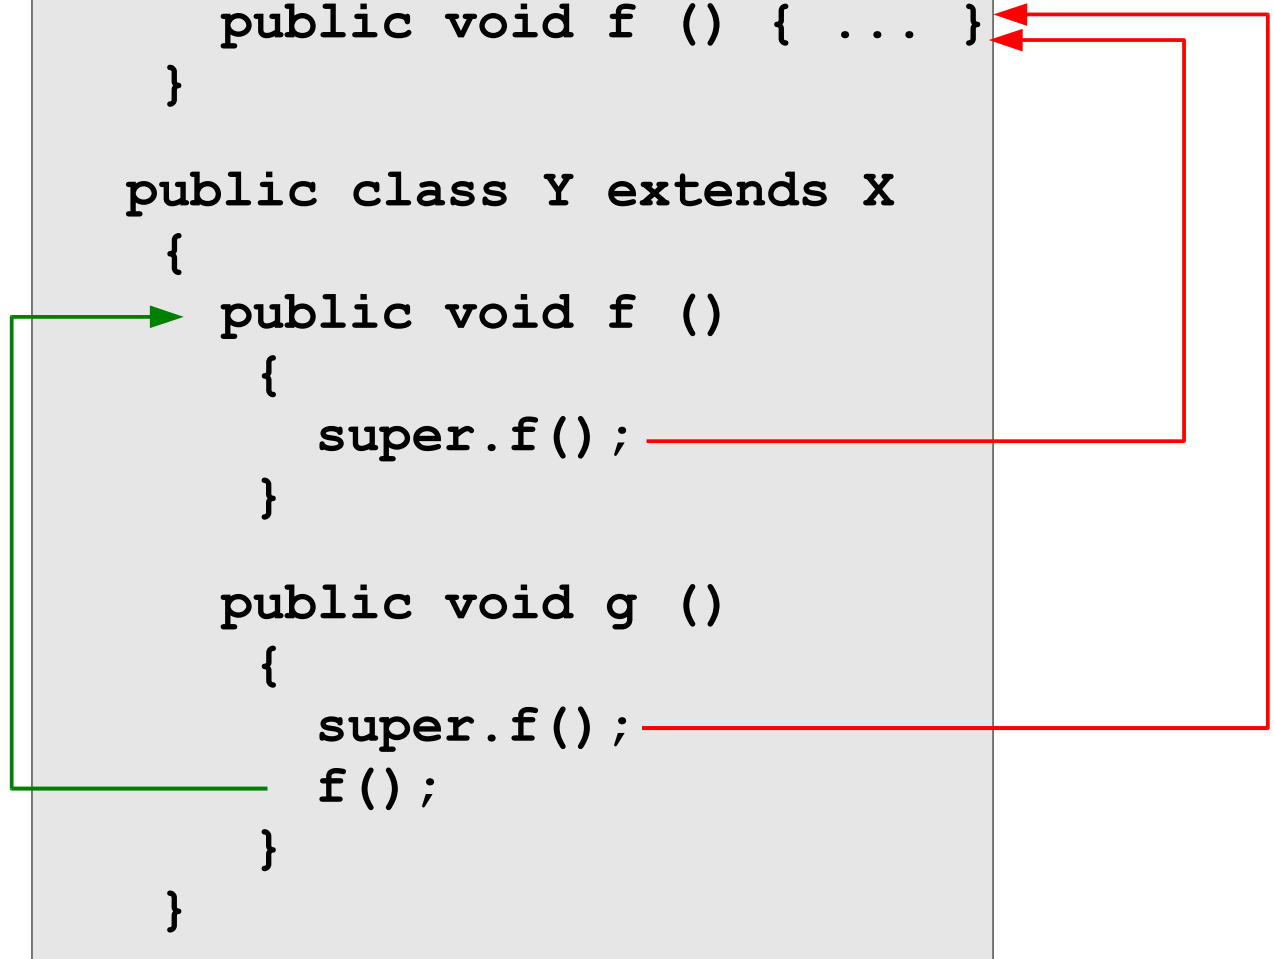 public void f () { ... }
}
public class Y extends X
{
public void f ()
{
super.f();
}
public void g ()
{
super.f();
f();
}
}